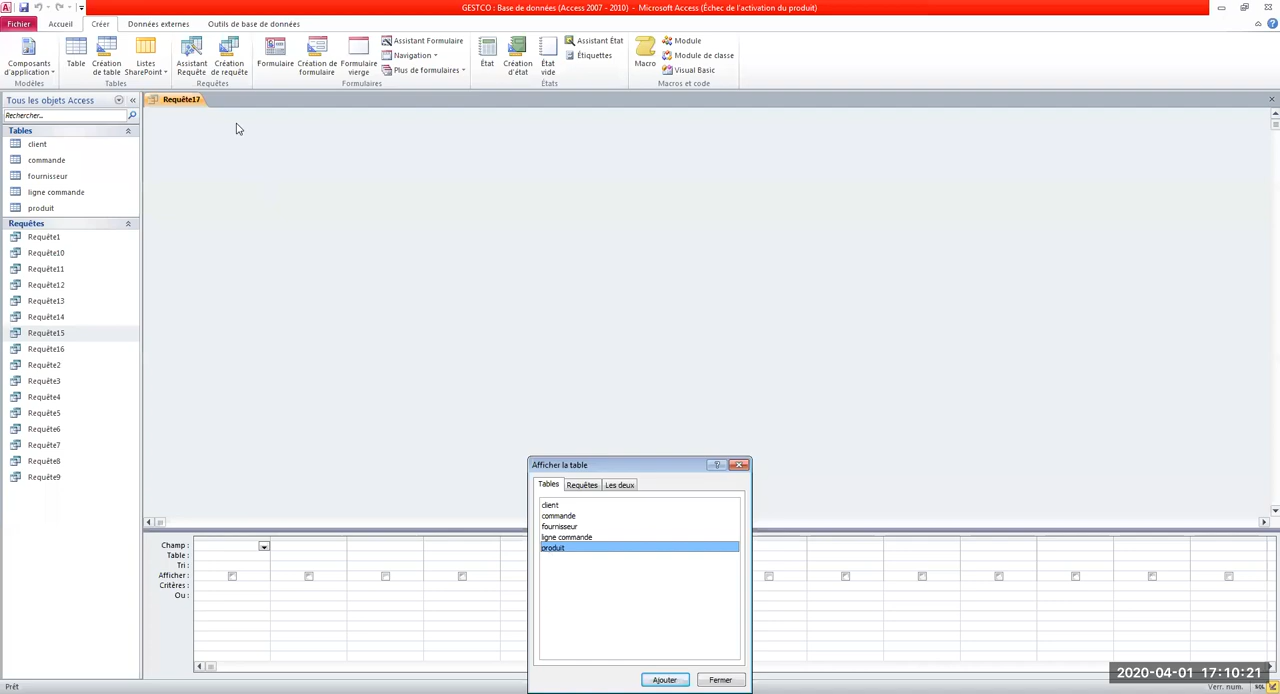 GESTCO : Base de données (Access 2007 - 2010) - Microsoft Access (Échec de l'activation du produit)
Fichier Accueil Créer Données externes Outils de base de données
Composants d'application
Table
Création de table
Listes SharePoint
Assistant Requête
Création de requête
Formulaire
Création de formulaire
Formulaire vierge
Assistant Formulaire
Navigation
Plus de formulaires
État
Création d'état
État vide
Assistant État
Étiquettes
Macro
Module
Module de classe
Visual Basic
Modèles Tables Requêtes Formulaires États Macros et code
Tous les objets Access
Requête17
Rechercher...
Tables
client
commande
fournisseur
ligne commande
produit
Requêtes
Requête1
Requête10
Requête11
Requête12
Requête13
Requête14
Requête15
Requête16
Requête2
Requête3
Requête4
Requête5
Requête6
Requête7
Requête8
Requête9
Afficher la table
Tables Requêtes Les deux
client
commande
fournisseur
ligne commande
produit
Ajouter Fermer
Champ :
Table :
Tri :
Afficher :
Critères :
Ou :
2020-04-01 17:10:21
Prêt
Verr. num.
SQL